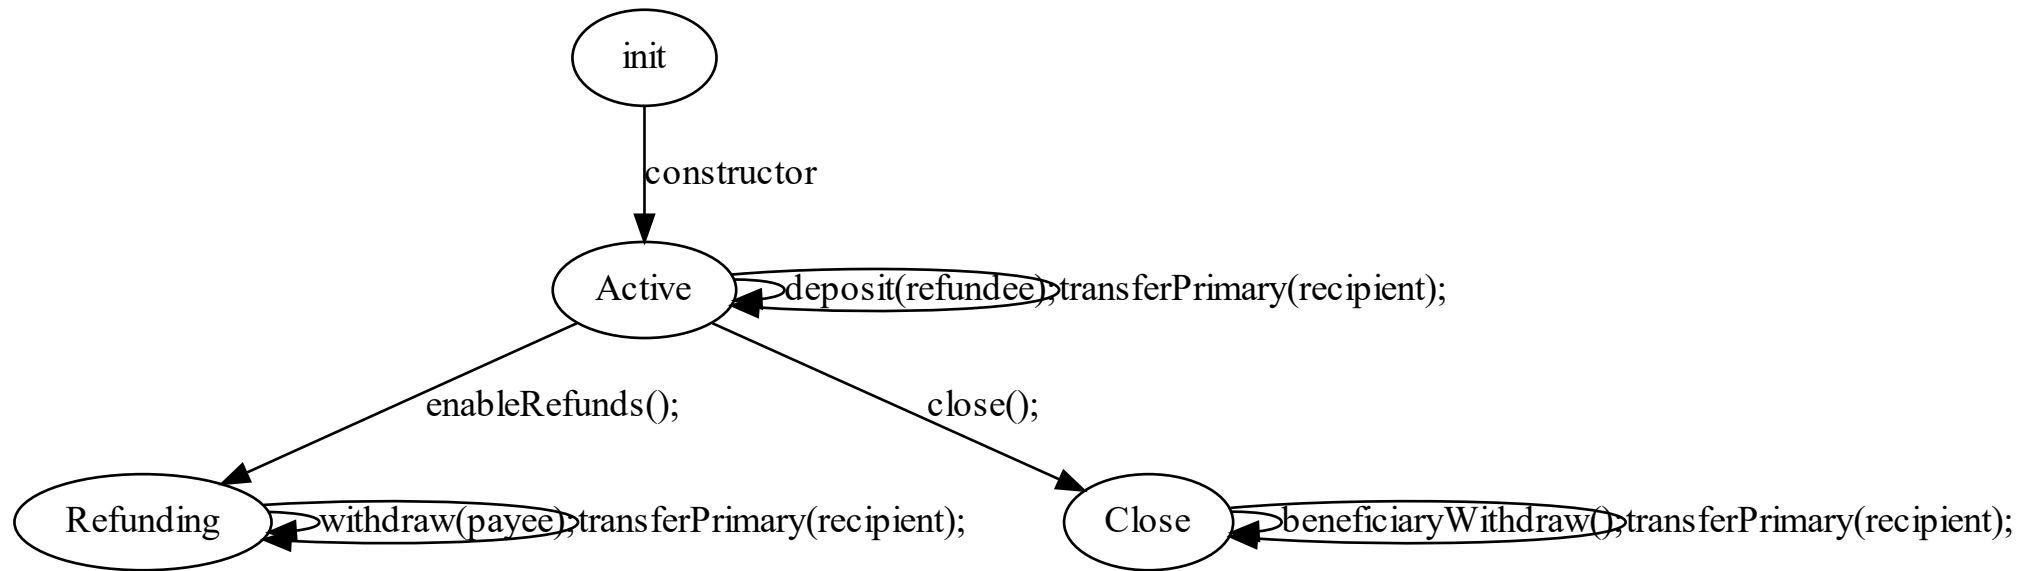 init
constructor
Active
deposit(refundee);
transferPrimary(recipient);
enableRefunds();
close();
Refunding
withdraw(payee);
transferPrimary(recipient);
Close
beneficiaryWithdraw();
transferPrimary(recipient);